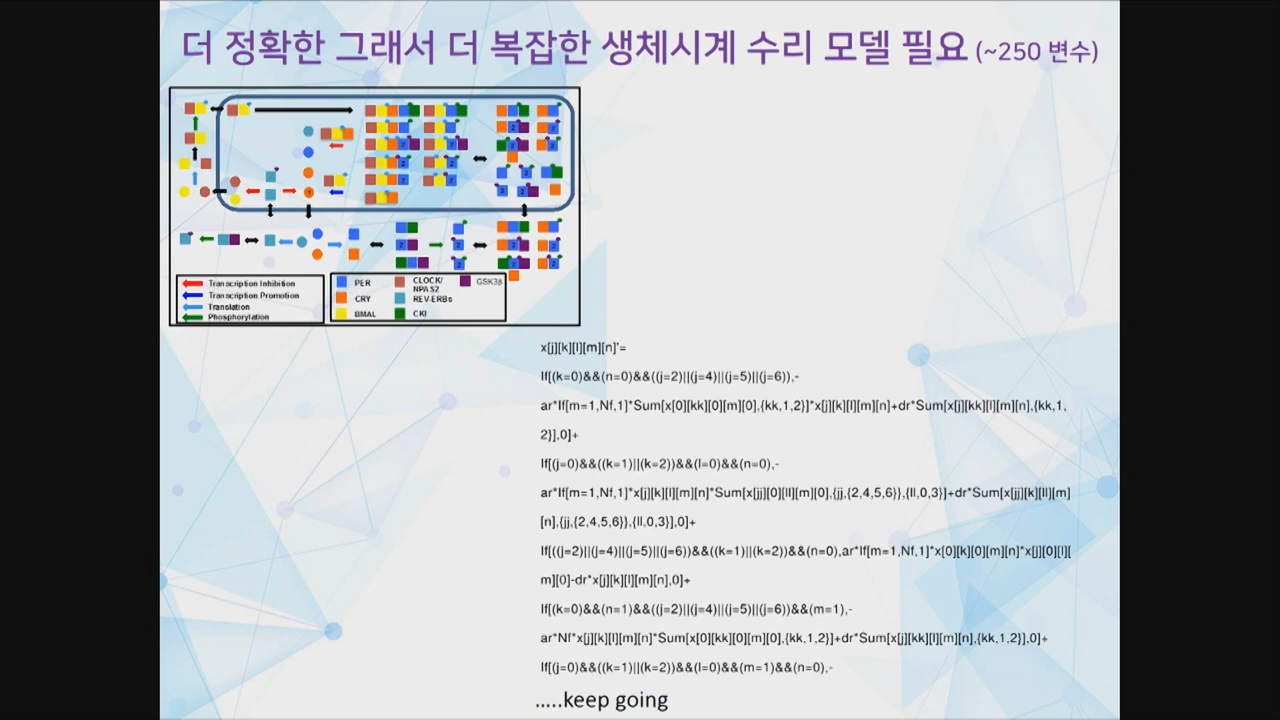 더 정확한 그래서 더 복잡한 생체시계 수리 모델 필요 (~250 변수)
Transcription Inhibition
Transcription Promotion
Translation
Phosphorylation
PER
CRY
BMAL
CLOCK/
NPAS2
REV-ERBs
CKI
GSK3β
x[j][k][l][m][n]'=
If[(k=0)&&(n=0)&&((j=2)||(j=4)||(j=5)||(j=6)),-
ar*If[m=1,Nf,1]*Sum[x[0][kk][0][m][0],{kk,1,2}]*x[j][k][l][m][n]+dr*Sum[x[j][kk][l][m][n],{kk,1,
2}],0]+
If[(j=0)&&((k=1)||(k=2))&&(l=0)&&(n=0),-
ar*If[m=1,Nf,1]*x[j][k][l][m][n]*Sum[x[jj][0][ll][m][0],{jj,{2,4,5,6}},{ll,0,3}]+dr*Sum[x[jj][k][ll][m]
[n],{jj,{2,4,5,6}},{ll,0,3}],0]+
If[((j=2)||(j=4)||(j=5)||(j=6))&&((k=1)||(k=2))&&(n=0),ar*If[m=1,Nf,1]*x[0][k][0][m][n]*x[j][0][l][
m][0]-dr*x[j][k][l][m][n],0]+
If[(k=0)&&(n=1)&&((j=2)||(j=4)||(j=5)||(j=6))&&(m=1),-
ar*Nf*x[j][k][l][m][n]*Sum[x[0][kk][0][m][0],{kk,1,2}]+dr*Sum[x[j][kk][l][m][n],{kk,1,2}],0]+
If[(j=0)&&((k=1)||(k=2))&&(l=0)&&(m=1)&&(n=0),-
.....keep going